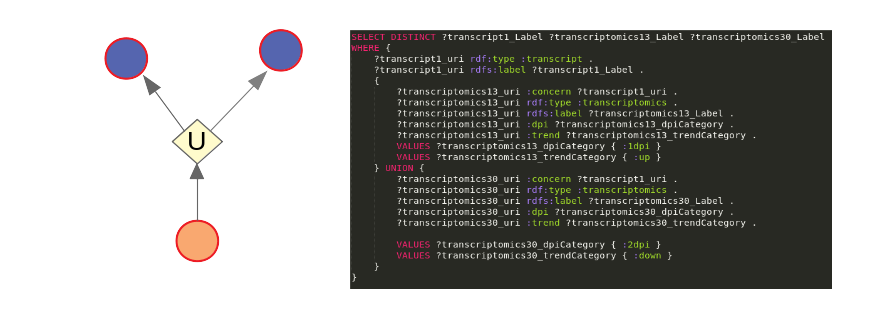 U
SELECT DISTINCT ?transcript1_Label ?transcriptomics13_Label ?transcriptomics30_Label
WHERE {
?transcript1_uri rdf:type :transcript .
?transcript1_uri rdfs:label ?transcript1_Label .
{
?transcriptomics13_uri :concern ?transcript1_uri .
?transcriptomics13_uri rdf:type :transcriptomics .
?transcriptomics13_uri rdfs:label ?transcriptomics13_Label .
?transcriptomics13_uri :dpi ?transcriptomics13_dpiCategory .
?transcriptomics13_uri :trend ?transcriptomics13_trendCategory .
VALUES ?transcriptomics13_dpiCategory { :1dpi }
VALUES ?transcriptomics13_trendCategory { :up }
} UNION {
?transcriptomics30_uri :concern ?transcript1_uri .
?transcriptomics30_uri rdf:type :transcriptomics .
?transcriptomics30_uri rdfs:label ?transcriptomics30_Label .
?transcriptomics30_uri :dpi ?transcriptomics30_dpiCategory .
?transcriptomics30_uri :trend ?transcriptomics30_trendCategory .
VALUES ?transcriptomics30_dpiCategory { :2dpi }
VALUES ?transcriptomics30_trendCategory { :down }
}
}